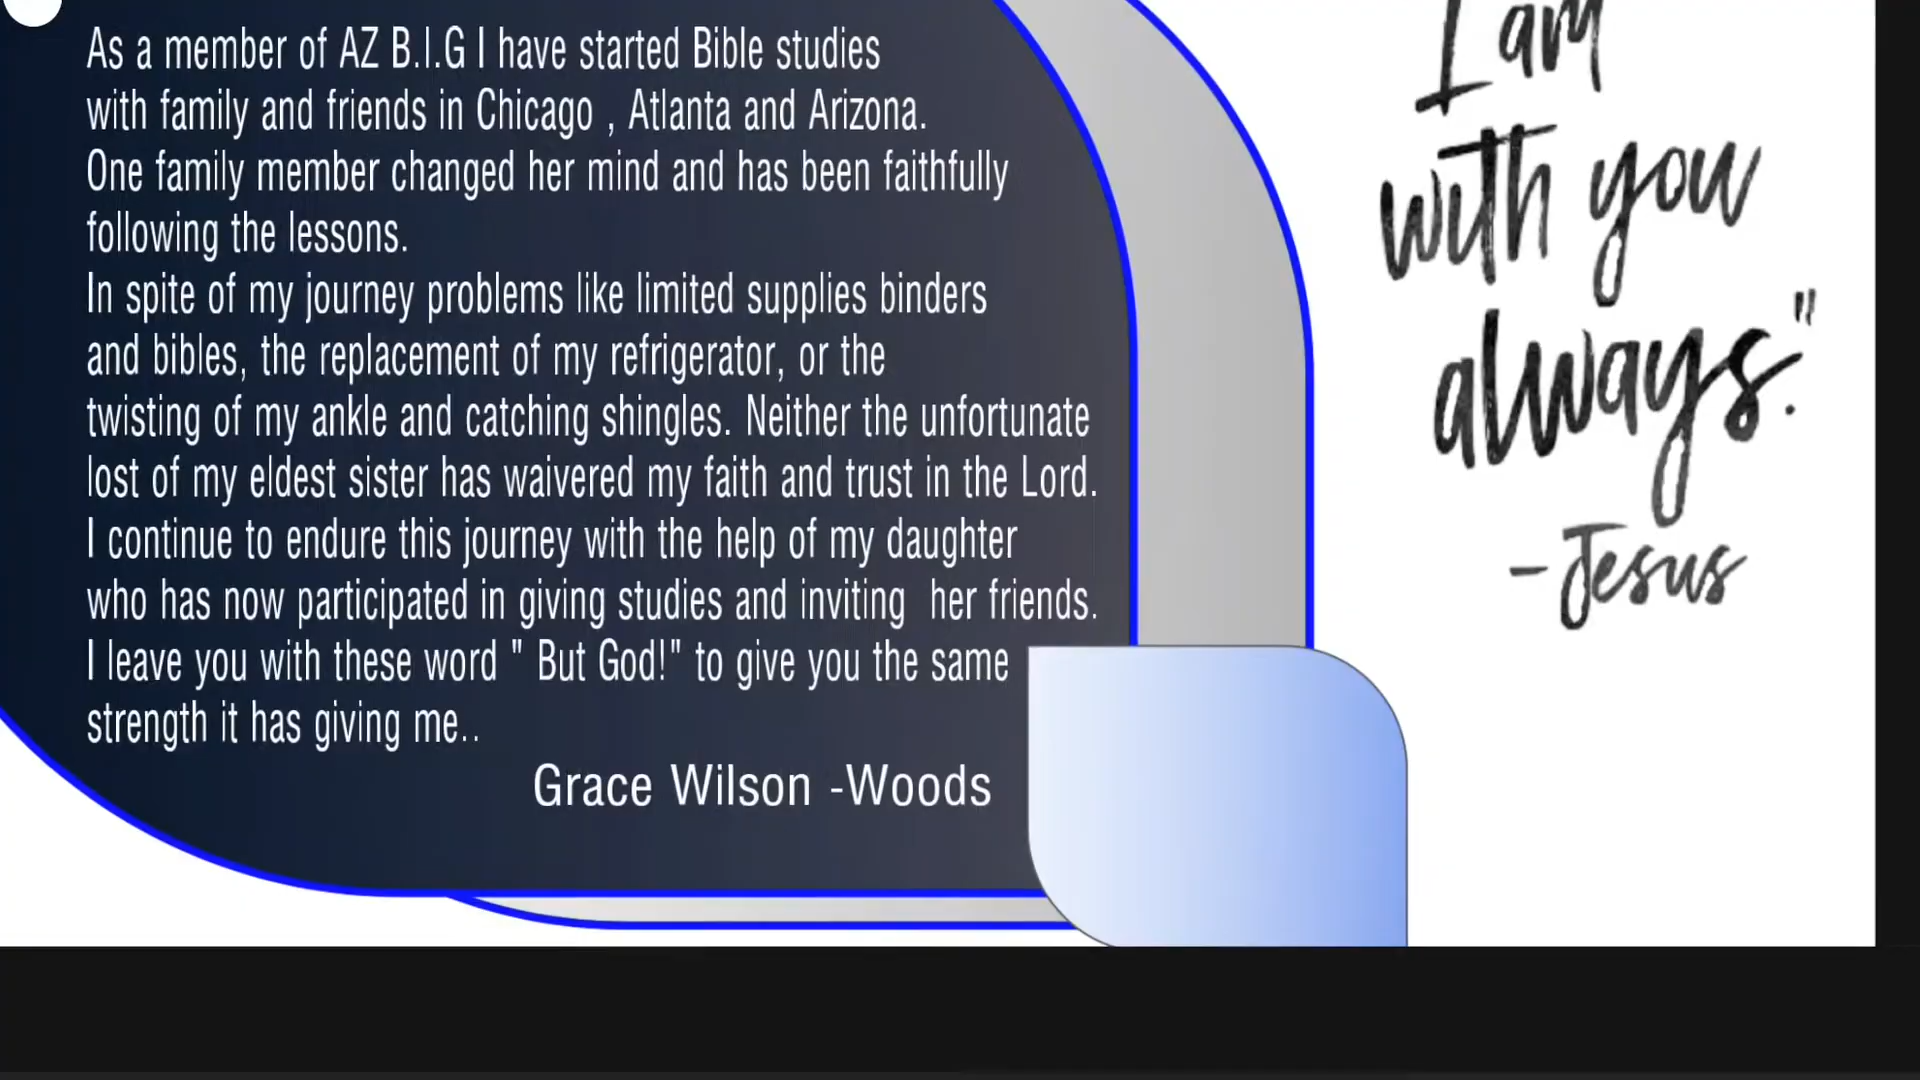 As a member of AZ B.I.G I have started Bible studies
with family and friends in Chicago , Atlanta and Arizona.
One family member changed her mind and has been faithfully
following the lessons.
In spite of my journey problems like limited supplies binders
and bibles, the replacement of my refrigerator, or the
twisting of my ankle and catching shingles. Neither the unfortunate
lost of my eldest sister has waivered my faith and trust in the Lord.
I continue to endure this journey with the help of my daughter
who has now participated in giving studies and inviting  her friends.
I leave you with these word " But God!" to give you the same
strength it has giving me..
Grace Wilson -Woods
I am
with you
always."
-Jesus